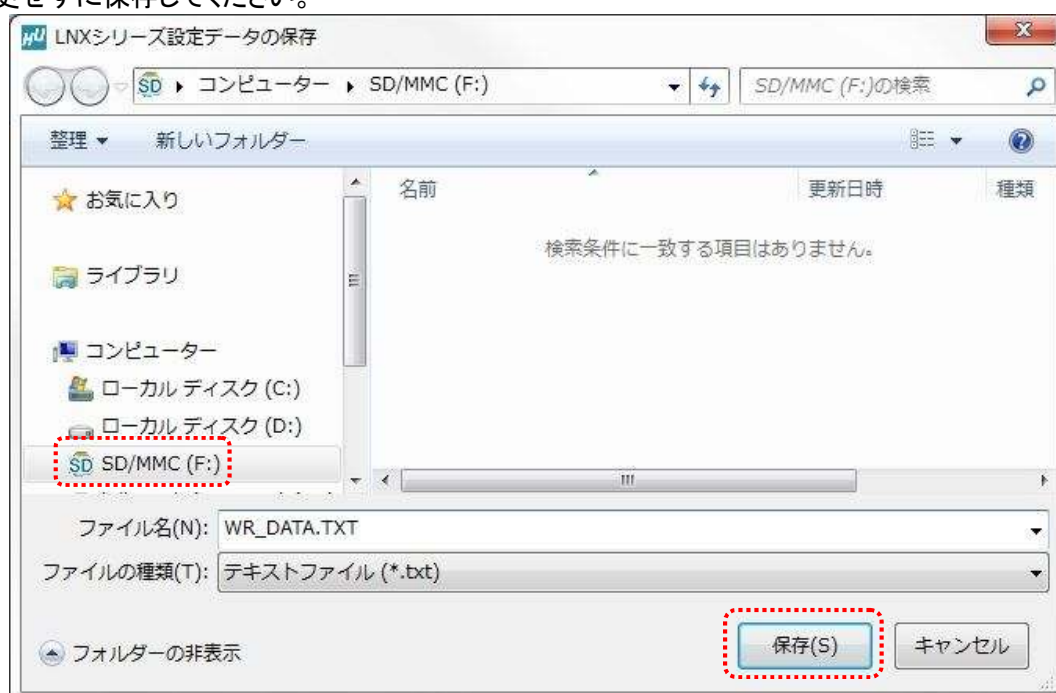 更せずに保存してください。
LNXシリーズ設定データの保存
SD ▸ コンピューター ▸ SD/MMC (F:)
SD/MMC (F:)の検索
整理 ▼ 新しいフォルダー
名前 更新日時 種類
検索条件に一致する項目はありません。
お気に入り
ライブラリ
コンピューター
ローカル ディスク (C:)
ローカル ディスク (D:)
SD SD/MMC (F:)
ファイル名(N): WR_DATA.TXT
ファイルの種類(T): テキストファイル (*.txt)
フォルダーの非表示
保存(S) キャンセル